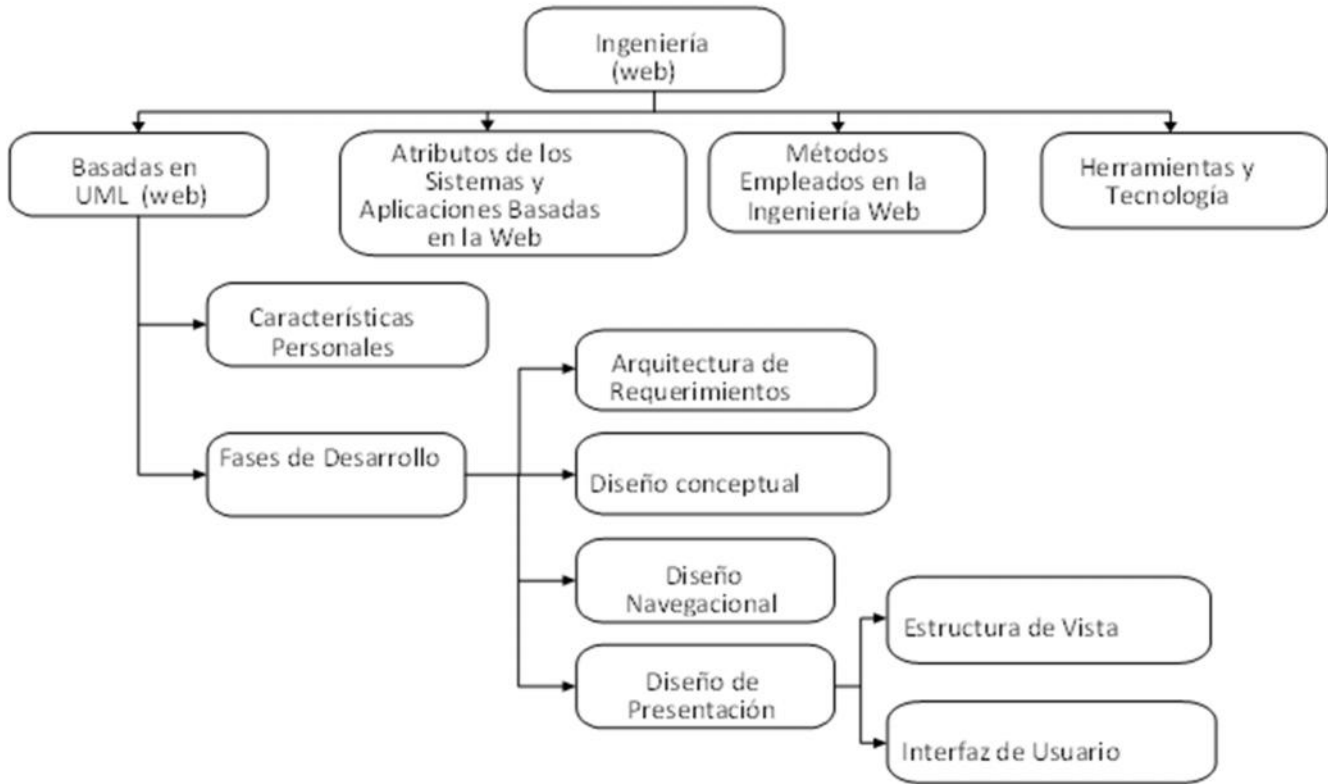 Ingeniería
(web)
Basadas en
UML (web)
Atributos de los
Sistemas y
Aplicaciones Basadas
en la Web
Métodos
Empleados en la
Ingeniería Web
Herramientas y
Tecnología
Característicás
Personales
Fases de Desarrollo
Arquitectura de
Requerimientos
Diseño conceptual
Diseño
Navegacional
Diseño de
Presentación
Estructura de Vista
Interfaz de Usuario